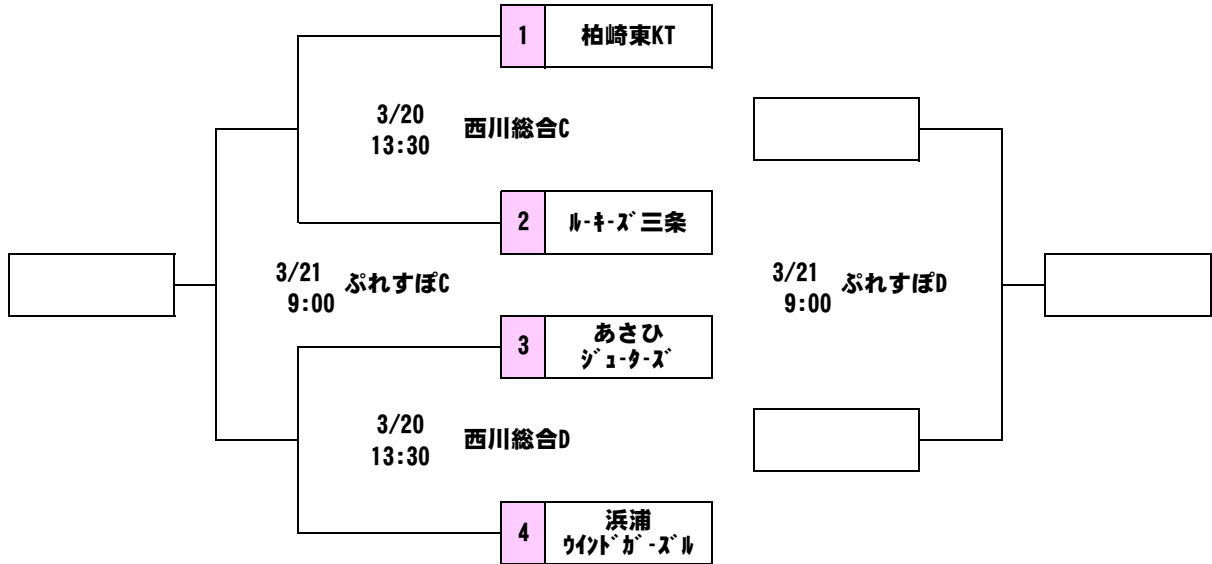 1 柏崎東KT
3/20 西川総合C
13:30
2 ﾙｰｷｰｽﾞ三条
3/21 ぷれすぽC
9:00
3/21 ぷれすぽD
9:00
3 あさひ
ｼﾞｭｰﾀｰｽﾞ
3/20 西川総合D
13:30
4 浜浦
ｳｲﾝﾄﾞｶﾞｰｽﾞﾙ